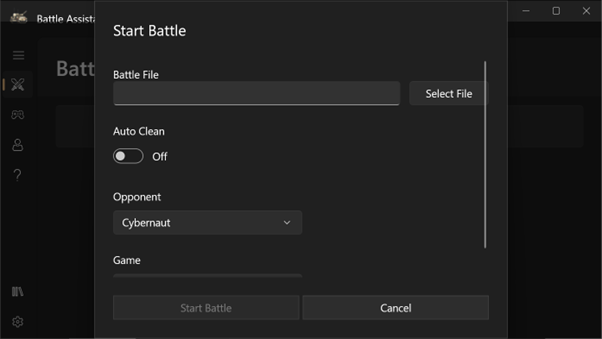 Battle Assista
Start Battle
Batt
Battle File
Select File
Auto Clean
Off
Opponent
Cybernaut
Game
Start Battle
Cancel